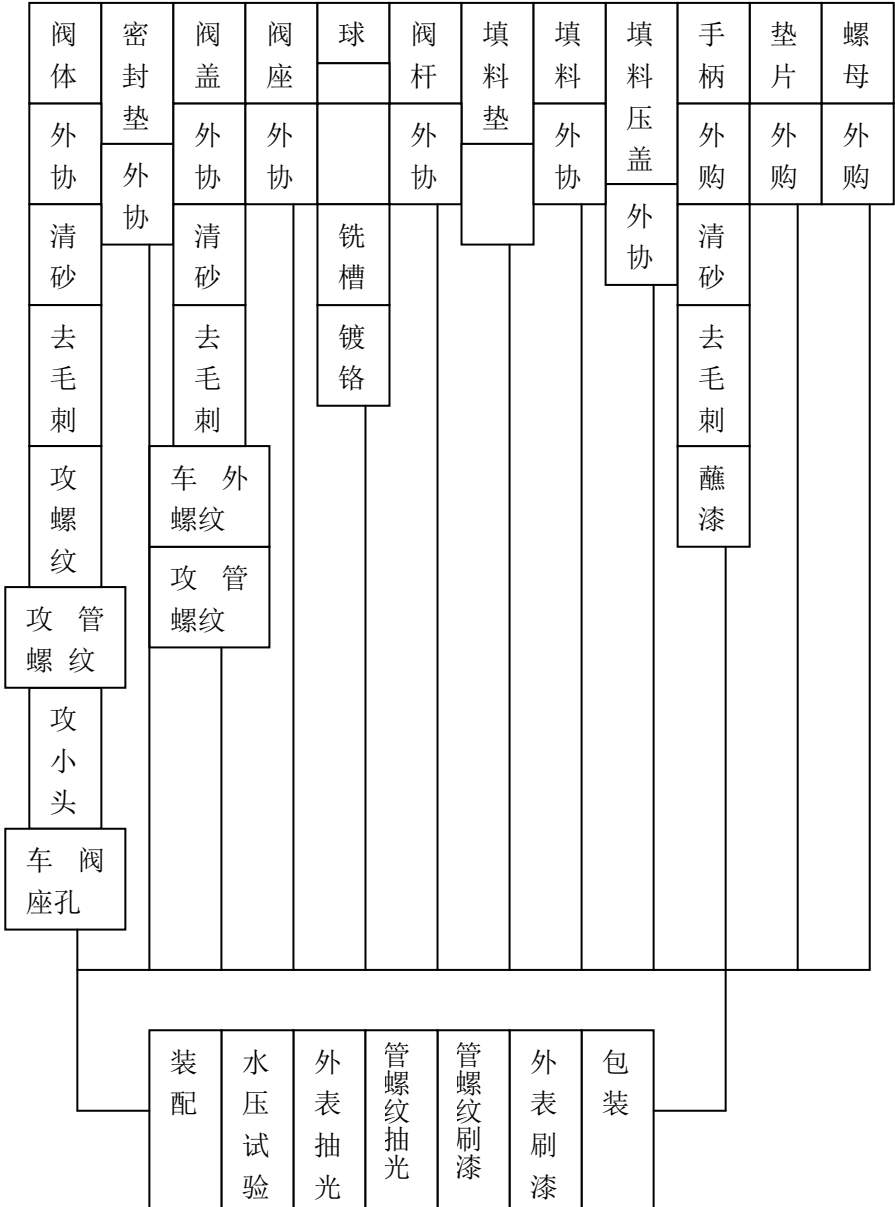 阀体
外协
清砂
去毛刺
攻螺纹
攻 管
螺 纹
攻小头
车 阀
座孔
密封垫
外协
阀盖
外协
清砂
去毛刺
车 外
螺纹
攻 管
螺纹
阀座
外协
球
铣槽
镀铬
阀杆
外协
填料垫
填料
外协
填料压盖
外协
手柄
外购
清砂
去毛刺
蘸漆
垫片
外购
螺母
外购
装配
水压试验
外表抽光
管螺纹抽光
管螺纹刷漆
外表刷漆
包装